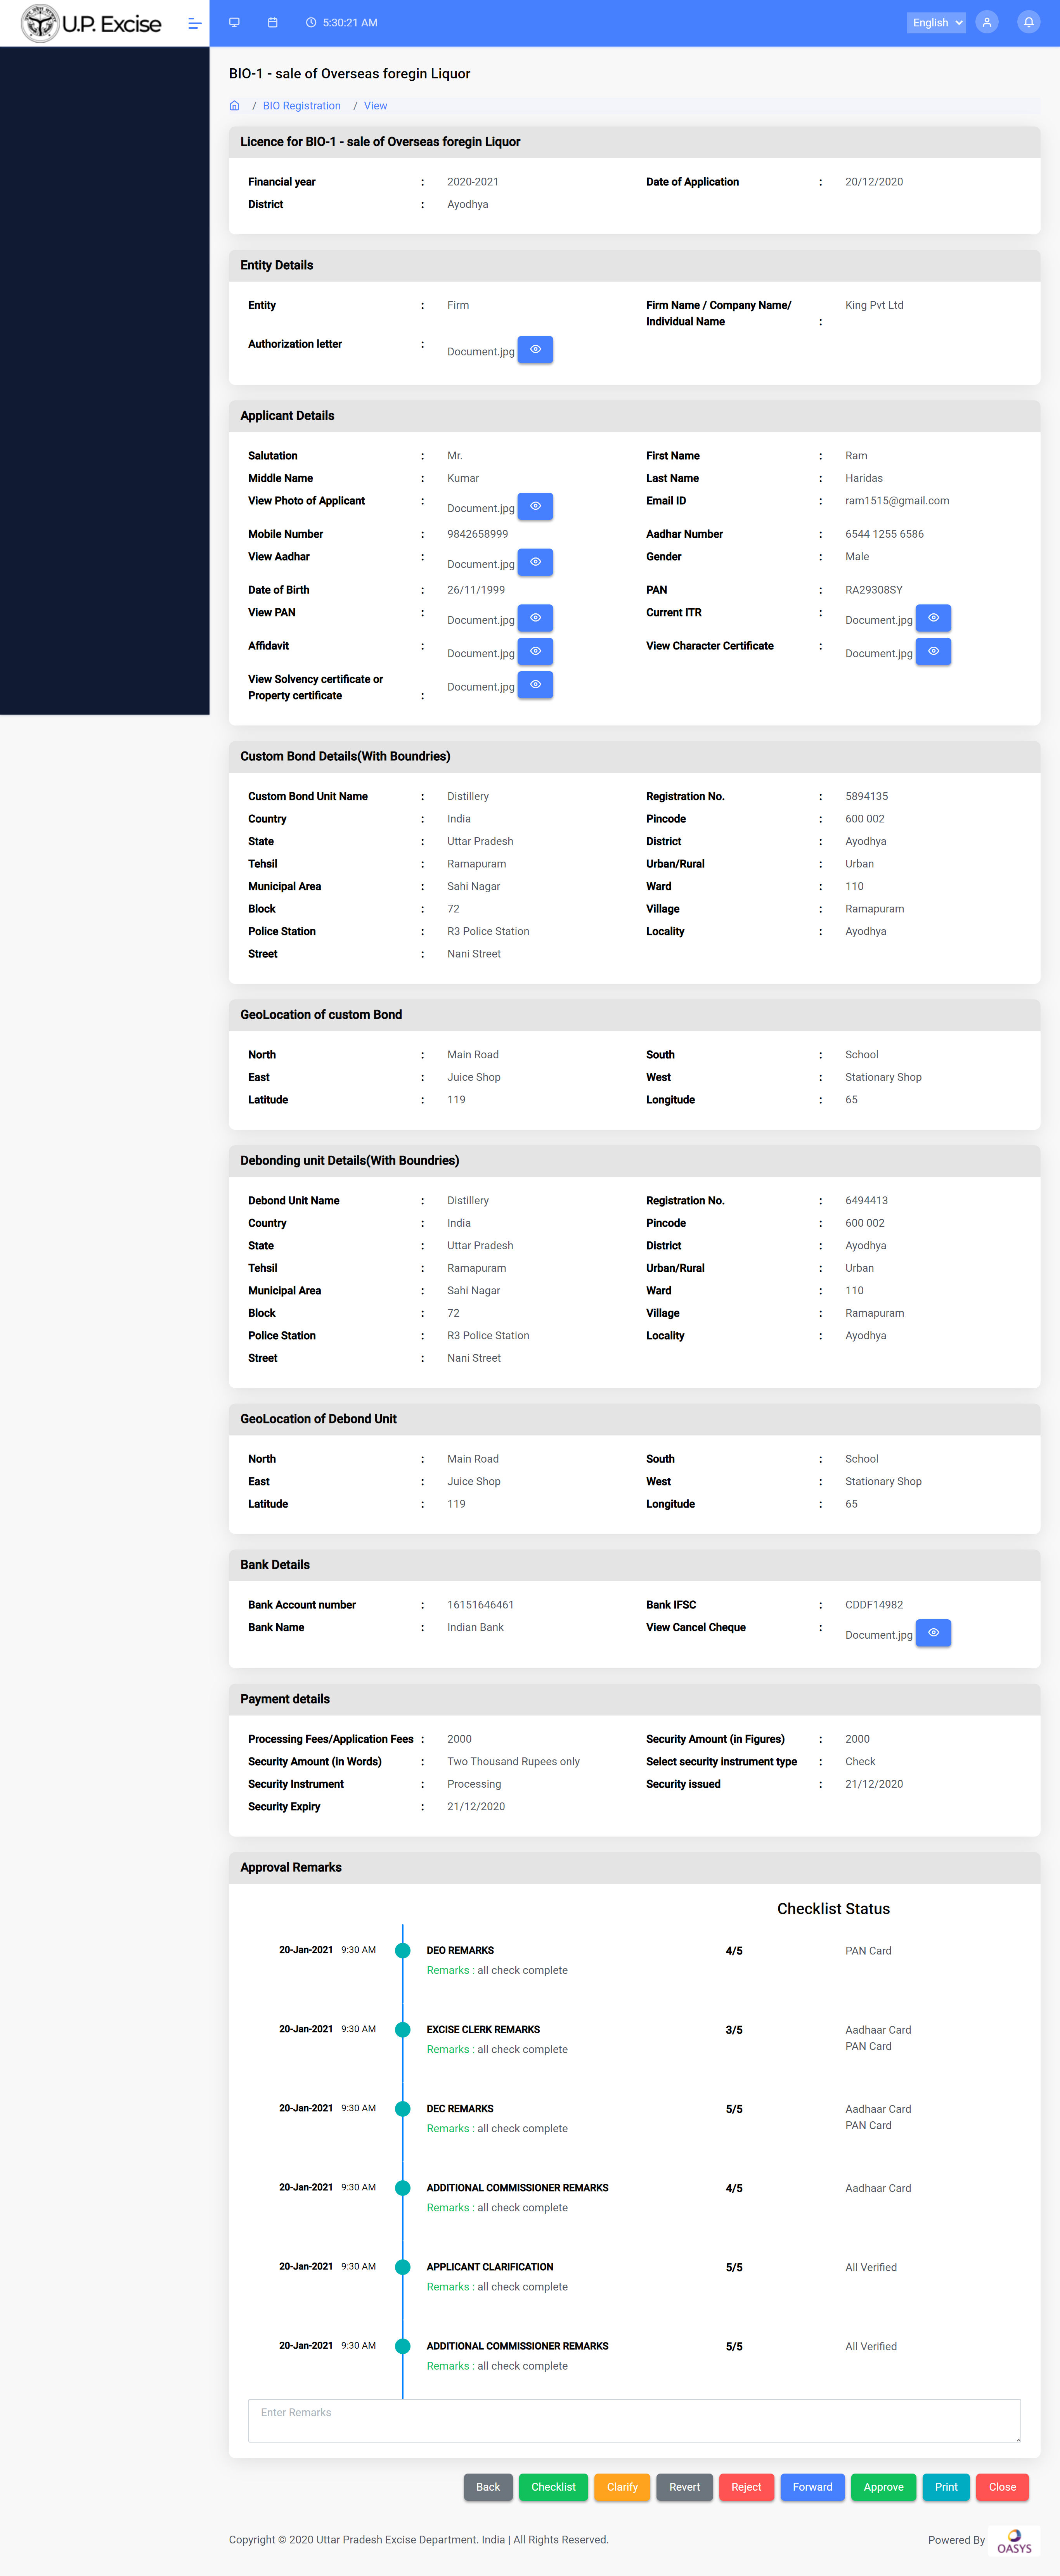 U.P. Excise
5:30:21 AM
English
BIO-1 - sale of Overseas foregin Liquor
/ BIO Registration / View
Licence for BIO-1 - sale of Overseas foregin Liquor
Financial year : 2020-2021 Date of Application : 20/12/2020
District : Ayodhya
Entity Details
Entity : Firm Firm Name / Company Name/ Individual Name : King Pvt Ltd
Authorization letter : Document.jpg
Applicant Details
Salutation : Mr. First Name : Ram
Middle Name : Kumar Last Name : Haridas
View Photo of Applicant : Document.jpg Email ID : ram1515@gmail.com
Mobile Number : 9842658999 Aadhar Number : 6544 1255 6586
View Aadhar : Document.jpg Gender : Male
Date of Birth : 26/11/1999 PAN : RA29308SY
View PAN : Document.jpg Current ITR : Document.jpg
Affidavit : Document.jpg View Character Certificate : Document.jpg
View Solvency certificate or Property certificate : Document.jpg
Custom Bond Details(With Boundries)
Custom Bond Unit Name : Distillery Registration No. : 5894135
Country : India Pincode : 600 002
State : Uttar Pradesh District : Ayodhya
Tehsil : Ramapuram Urban/Rural : Urban
Municipal Area : Sahi Nagar Ward : 110
Block : 72 Village : Ramapuram
Police Station : R3 Police Station Locality : Ayodhya
Street : Nani Street
GeoLocation of custom Bond
North : Main Road South : School
East : Juice Shop West : Stationary Shop
Latitude : 119 Longitude : 65
Debonding unit Details(With Boundries)
Debond Unit Name : Distillery Registration No. : 6494413
Country : India Pincode : 600 002
State : Uttar Pradesh District : Ayodhya
Tehsil : Ramapuram Urban/Rural : Urban
Municipal Area : Sahi Nagar Ward : 110
Block : 72 Village : Ramapuram
Police Station : R3 Police Station Locality : Ayodhya
Street : Nani Street
GeoLocation of Debond Unit
North : Main Road South : School
East : Juice Shop West : Stationary Shop
Latitude : 119 Longitude : 65
Bank Details
Bank Account number : 16151646461 Bank IFSC : CDDF14982
Bank Name : Indian Bank View Cancel Cheque : Document.jpg
Payment details
Processing Fees/Application Fees : 2000 Security Amount (in Figures) : 2000
Security Amount (in Words) : Two Thousand Rupees only Select security instrument type : Check
Security Instrument : Processing Security issued : 21/12/2020
Security Expiry : 21/12/2020
Approval Remarks
Checklist Status
20-Jan-2021 9:30 AM DEO REMARKS 4/5 PAN Card
Remarks : all check complete
20-Jan-2021 9:30 AM EXCISE CLERK REMARKS 3/5 Aadhaar Card
Remarks : all check complete PAN Card
20-Jan-2021 9:30 AM DEC REMARKS 5/5 Aadhaar Card
Remarks : all check complete PAN Card
20-Jan-2021 9:30 AM ADDITIONAL COMMISSIONER REMARKS 4/5 Aadhaar Card
Remarks : all check complete
20-Jan-2021 9:30 AM APPLICANT CLARIFICATION 5/5 All Verified
Remarks : all check complete
20-Jan-2021 9:30 AM ADDITIONAL COMMISSIONER REMARKS 5/5 All Verified
Remarks : all check complete
Enter Remarks
Back Checklist Clarify Revert Reject Forward Approve Print Close
Copyright © 2020 Uttar Pradesh Excise Department. India | All Rights Reserved. Powered By OASYS